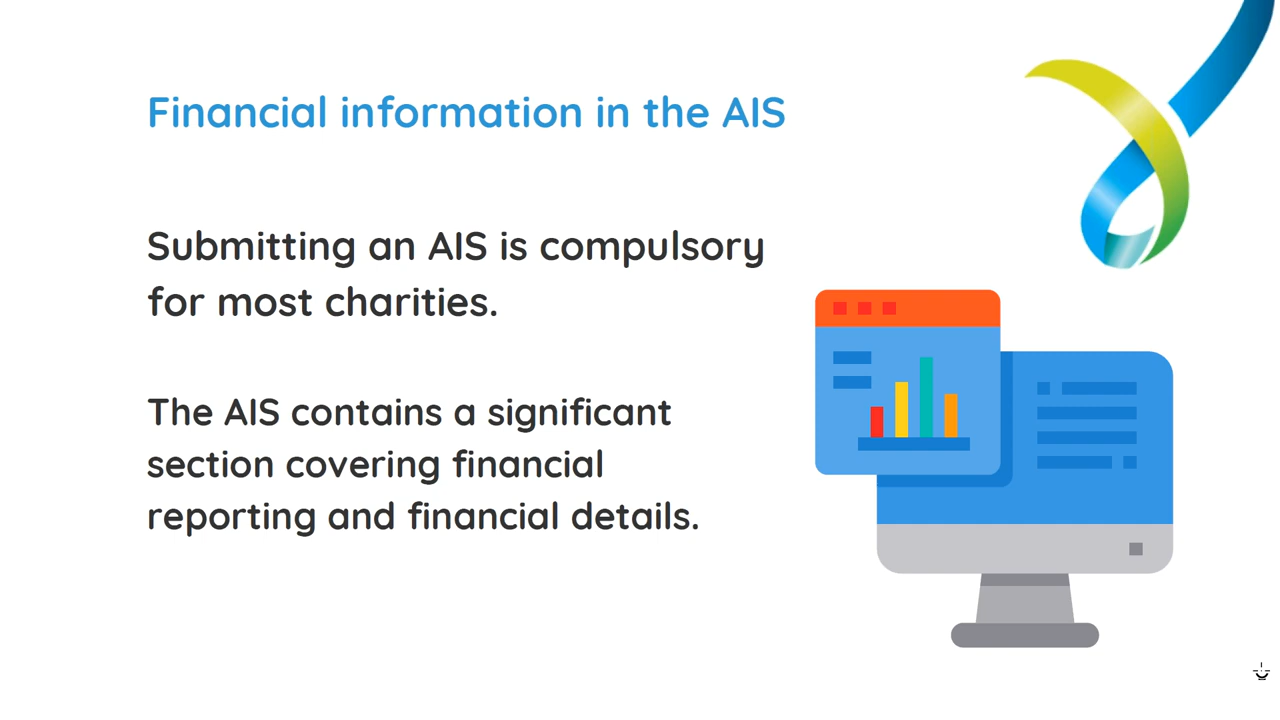 Financial information in the AIS
Submitting an AIS is compulsory
for most charities.
The AIS contains a significant
section covering financial
reporting and financial details.